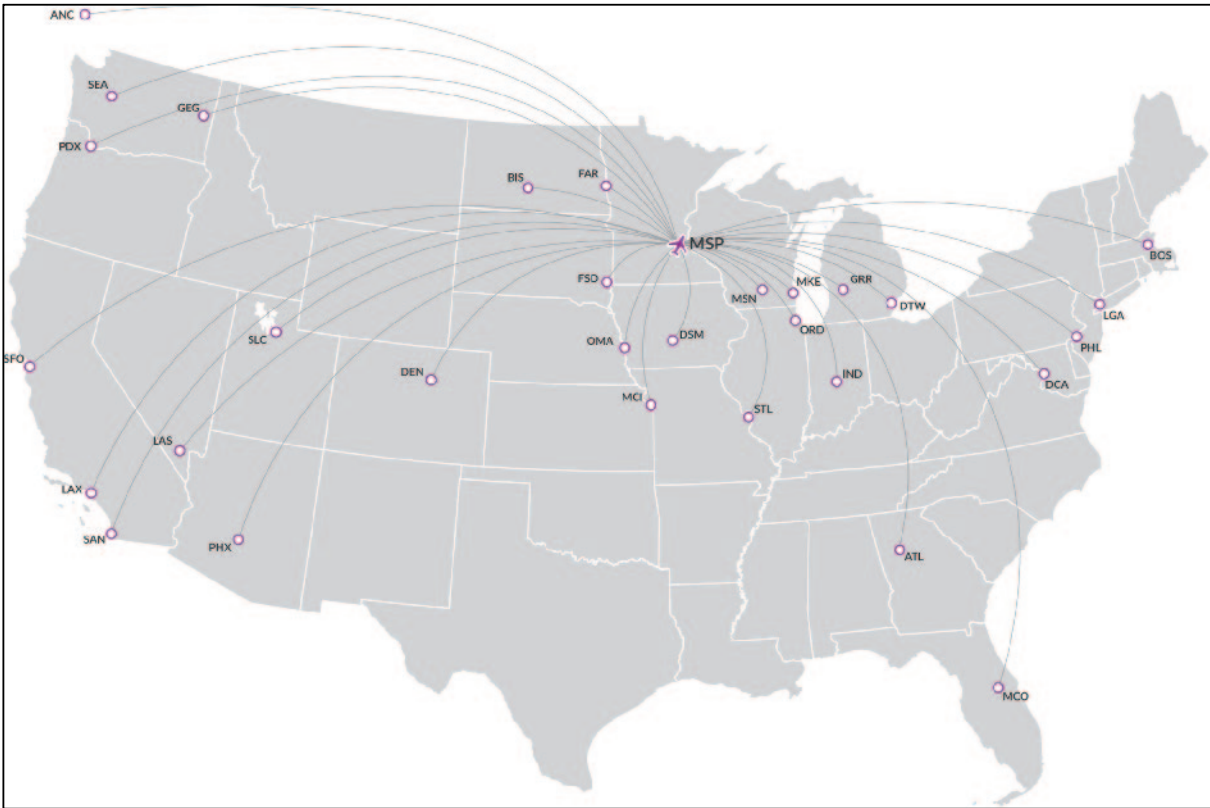 ANC
SEA
GEG
PDX
BIS
FAR
MSP
BOS
FSD
MSN
MKE
GRR
DTW
LGA
SLC
OMA
DSM
ORD
PHL
SFO
DEN
IND
DCA
MCI
STL
LAS
LAX
SAN
PHX
ATL
MCO